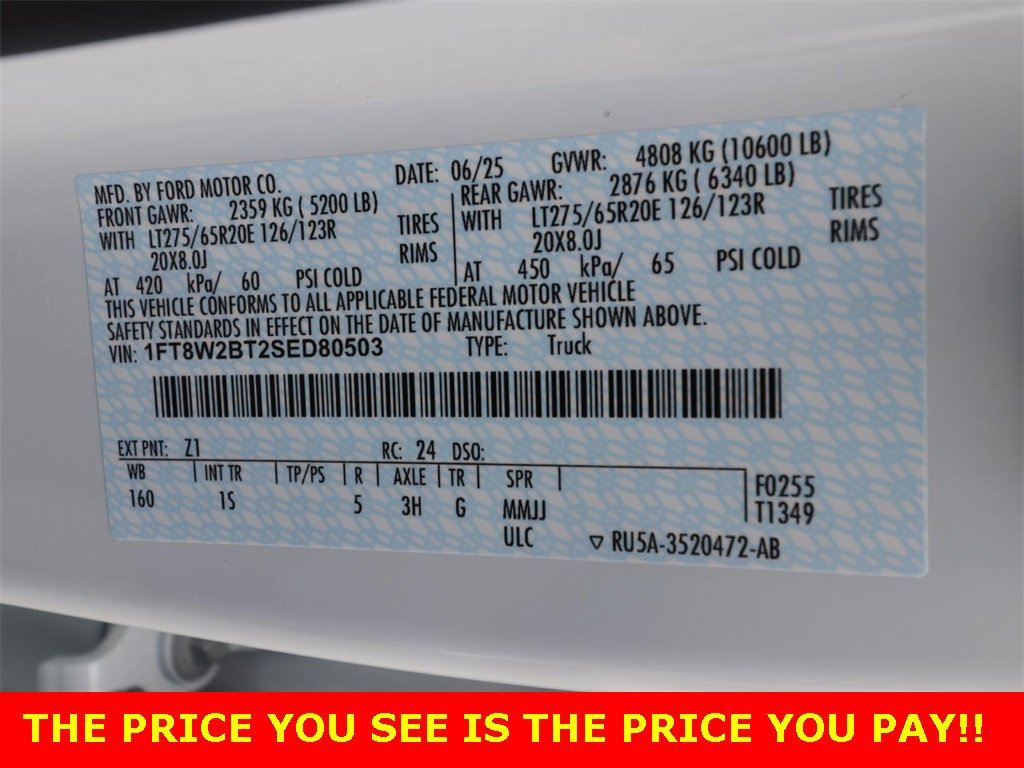 MFD. BY FORD MOTOR CO. DATE: 06/25 GVWR: 4808 KG (10600 LB)
FRONT GAWR: 2359 KG (5200 LB) REAR GAWR: 2876 KG (6340 LB)
WITH LT275/65R20E 126/123R TIRES WITH LT275/65R20E 126/123R TIRES
20X8.0J RIMS 20X8.0J RIMS
AT 420 kPa/ 60 PSI COLD AT 450 kPa/ 65 PSI COLD
THIS VEHICLE CONFORMS TO ALL APPLICABLE FEDERAL MOTOR VEHICLE
SAFETY STANDARDS IN EFFECT ON THE DATE OF MANUFACTURE SHOWN ABOVE.
VIN: 1FT8W2BT2SED80503 TYPE: Truck
EXT PNT: Z1 RC: 24 DSO:
WB INT TR TP/PS R AXLE TR SPR
160 1S 5 3H G MMJJ
ULC
F0255
T1349
RU5A-3520472-AB
THE PRICE YOU SEE IS THE PRICE YOU PAY!!